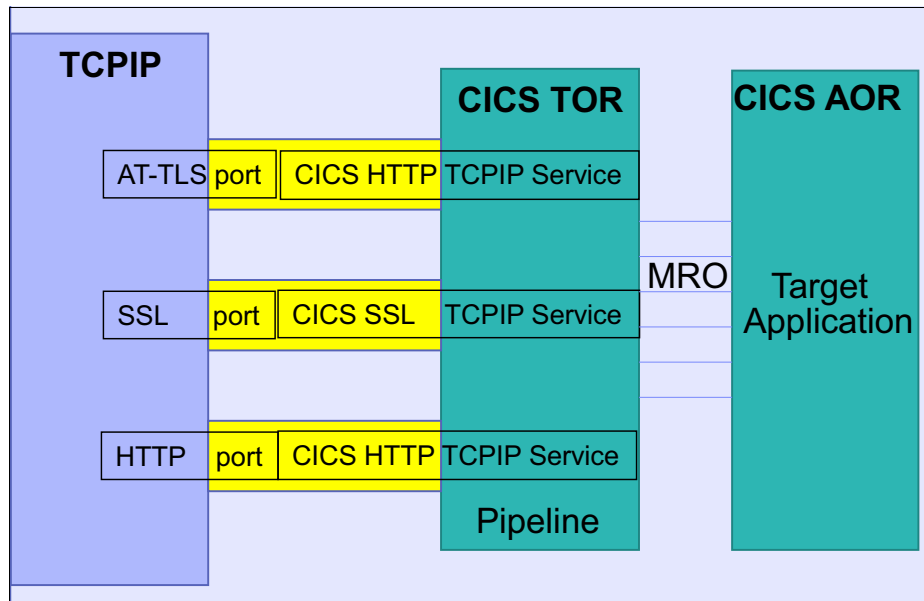 TCPIP
CICS TOR
CICS AOR
AT-TLS port
CICS HTTP TCPIP Service
MRO
Target
Application
SSL port
CICS SSL TCPIP Service
HTTP port
CICS HTTP TCPIP Service
Pipeline